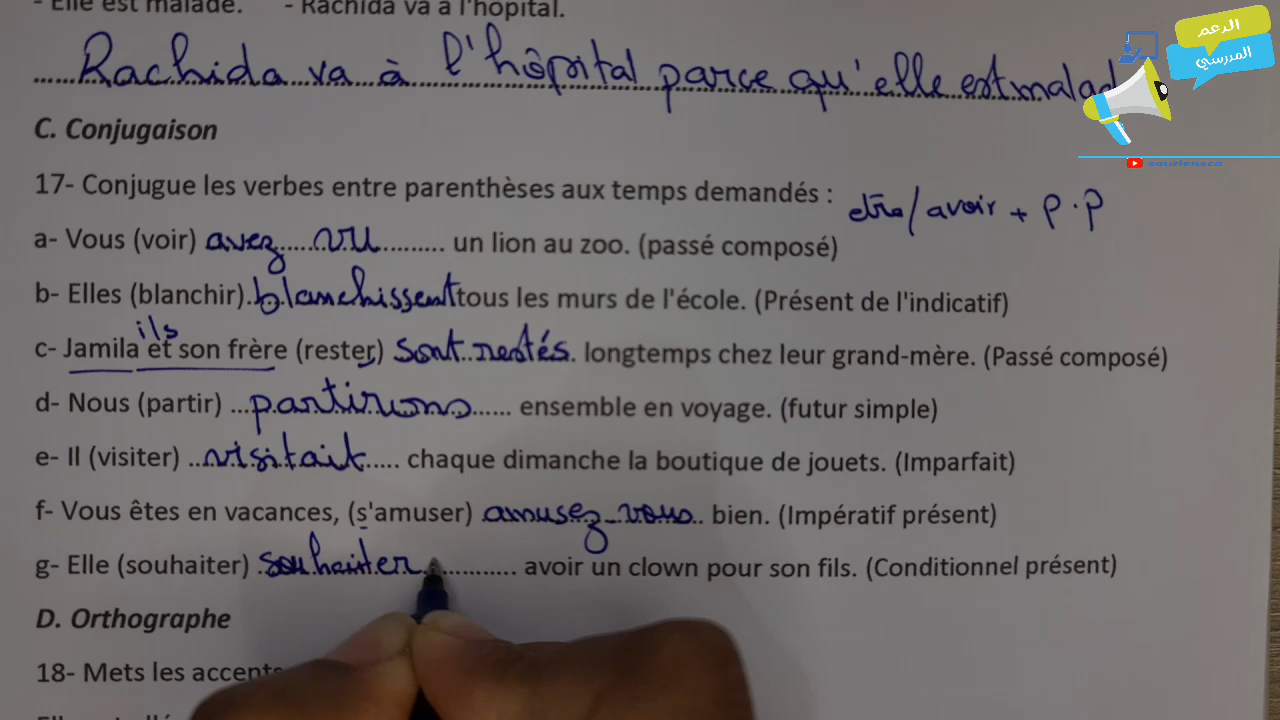 - Elle est malade. - Rachida va à l'hôpital.
Rachida va à l'hôpital parce qu'elle est malad
C. Conjugaison
17- Conjugue les verbes entre parenthèses aux temps demandés : etre/avoir + p.p
a- Vous (voir) avez vu un lion au zoo. (passé composé)
b- Elles (blanchir) blanchissent tous les murs de l'école. (Présent de l'indicatif)
ils
c- Jamila et son frère (rester) sont restés longtemps chez leur grand-mère. (Passé composé)
d- Nous (partir) partirons ensemble en voyage. (futur simple)
e- Il (visiter) visitait chaque dimanche la boutique de jouets. (Imparfait)
f- Vous êtes en vacances, (s'amuser) amusez-vous bien. (Impératif présent)
g- Elle (souhaiter) souhaiter avoir un clown pour son fils. (Conditionnel présent)
D. Orthographe
18- Mets les accents
الدعم
المدرسي
soutiensco